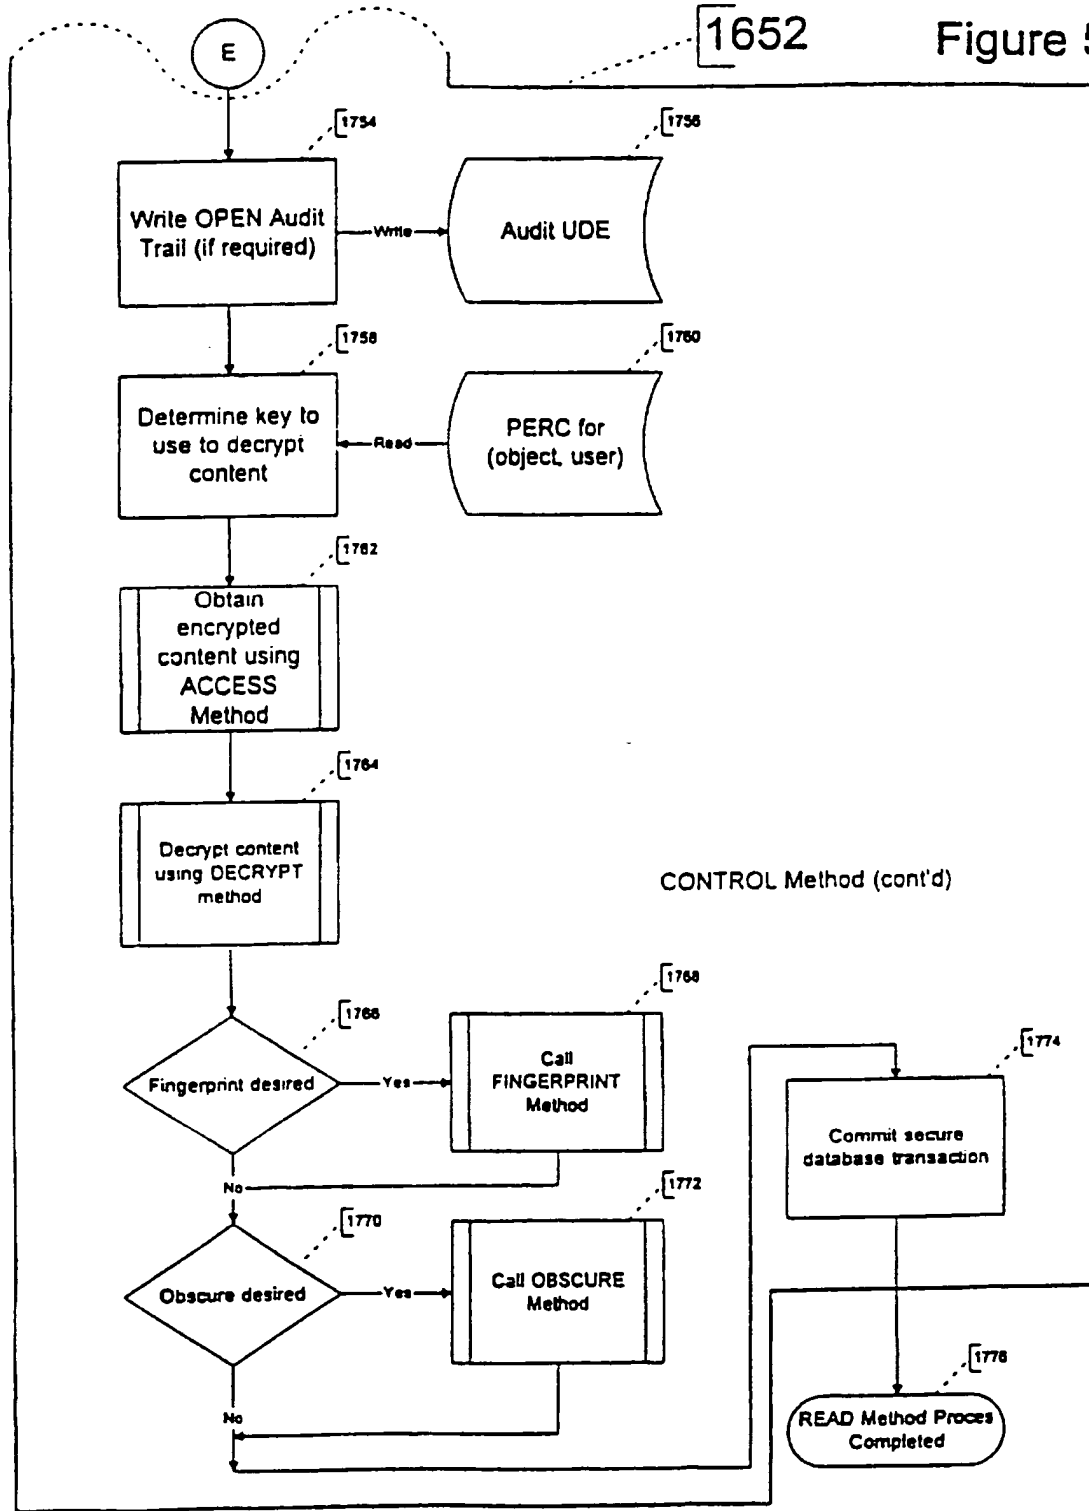 1652
Figure 5
E
1754
1756
Write OPEN Audit
Trail (if required)
Write
Audit UDE
1758
1760
Determine key to
use to decrypt
content
Read
PERC for
(object, user)
1762
Obtain
encrypted
content using
ACCESS
Method
1764
Decrypt content
using DECRYPT
method
CONTROL Method (cont'd)
1766
1768
Fingerprint desired
Yes
Call
FINGERPRINT
Method
1774
Commit secure
database transaction
No
1770
1772
Obscure desired
Yes
Call OBSCURE
Method
No
1776
READ Method Proces
Completed